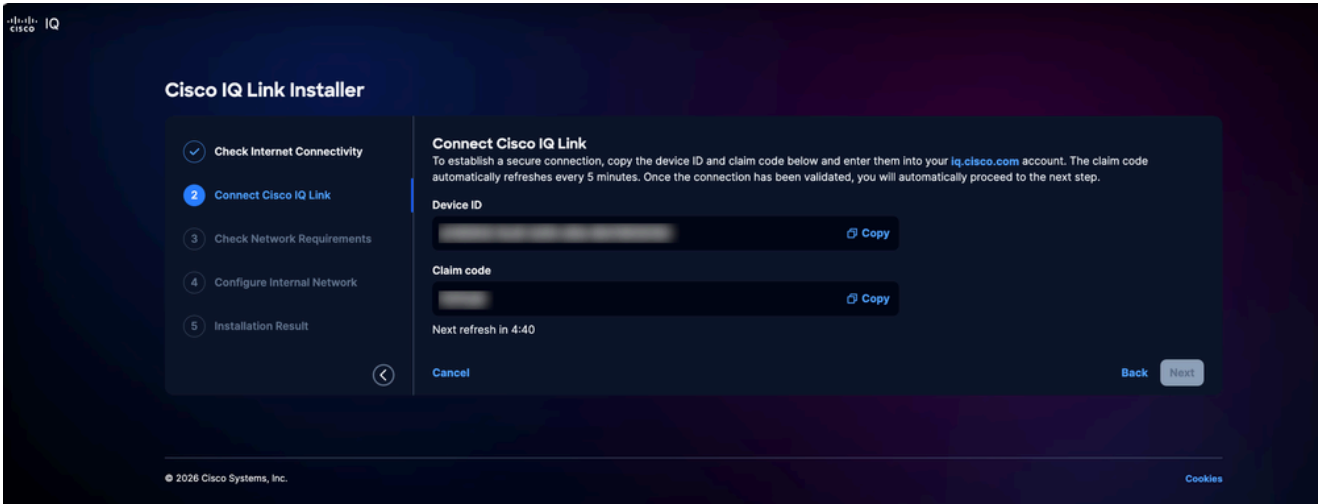 cisco IQ
Cisco IQ Link Installer
Check Internet Connectivity
2 Connect Cisco IQ Link
3 Check Network Requirements
4 Configure Internal Network
5 Installation Result
Connect Cisco IQ Link
To establish a secure connection, copy the device ID and claim code below and enter them into your iq.cisco.com account. The claim code
automatically refreshes every 5 minutes. Once the connection has been validated, you will automatically proceed to the next step.
Device ID
Copy
Claim code
Copy
Next refresh in 4:40
Cancel
Back Next
© 2026 Cisco Systems, Inc.
Cookies